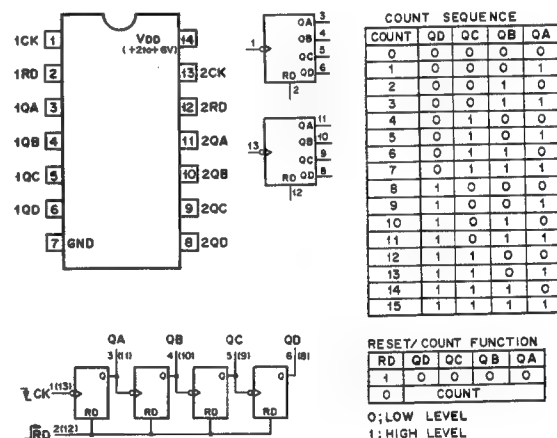 1CK 1
1RD 2
1QA 3
1QB 4
1QC 5
1QD 6
7 GND
VDD 14
(+2to+6V)
13 2CK
12 2RD
11 2QA
10 2QB
9 2QC
8 2QD
1
QA 3
QB 4
QC 5
QD 6
RD
2
13
QA 11
QB 10
QC 9
QD 8
RD
12
COUNT SEQUENCE
COUNT QD QC QB QA
0 0 0 0 0
1 0 0 0 1
2 0 0 1 0
3 0 0 1 1
4 0 1 0 0
5 0 1 0 1
6 0 1 1 0
7 0 1 1 1
8 1 0 0 0
9 1 0 0 1
10 1 0 1 0
11 1 0 1 1
12 1 1 0 0
13 1 1 0 1
14 1 1 1 0
15 1 1 1 1
QA QB QC QD
3 (11) 4 (10) 5 (9) 6 (8)
CK 1(13)
Q Q Q Q
RD RD RD RD
RD 2(12)
RESET/COUNT FUNCTION
RD QD QC QB QA
1 0 0 0 0
0 COUNT
0;LOW LEVEL
1;HIGH LEVEL